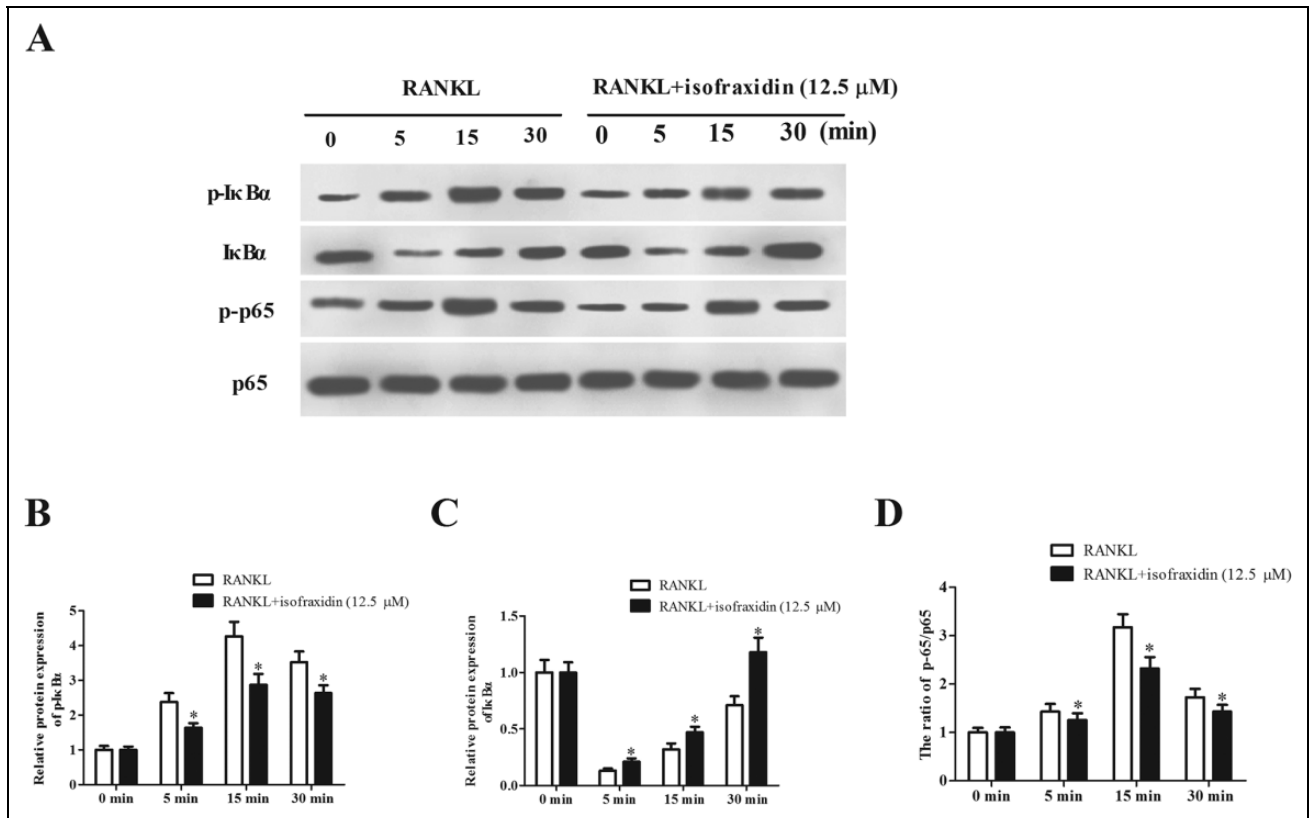 A
RANKL RANKL+isofraxidin (12.5 μM)
0 5 15 30 0 5 15 30 (min)
p-IκBα
IκBα
p-p65
p65
B
RANKL
RANKL+isofraxidin (12.5 μM)
Relative protein expression
of p-IκBα
5
4
3
2
1
0
0 min 5 min 15 min 30 min
* * *
C
RANKL
RANKL+isofraxidin (12.5 μM)
Relative protein expression
of IκBα
1.5
1.0
0.5
0.0
0 min 5 min 15 min 30 min
* * *
D
RANKL
RANKL+isofraxidin (12.5 μM)
The ratio of p-65/p65
4
3
2
1
0
0 min 5 min 15 min 30 min
* * *